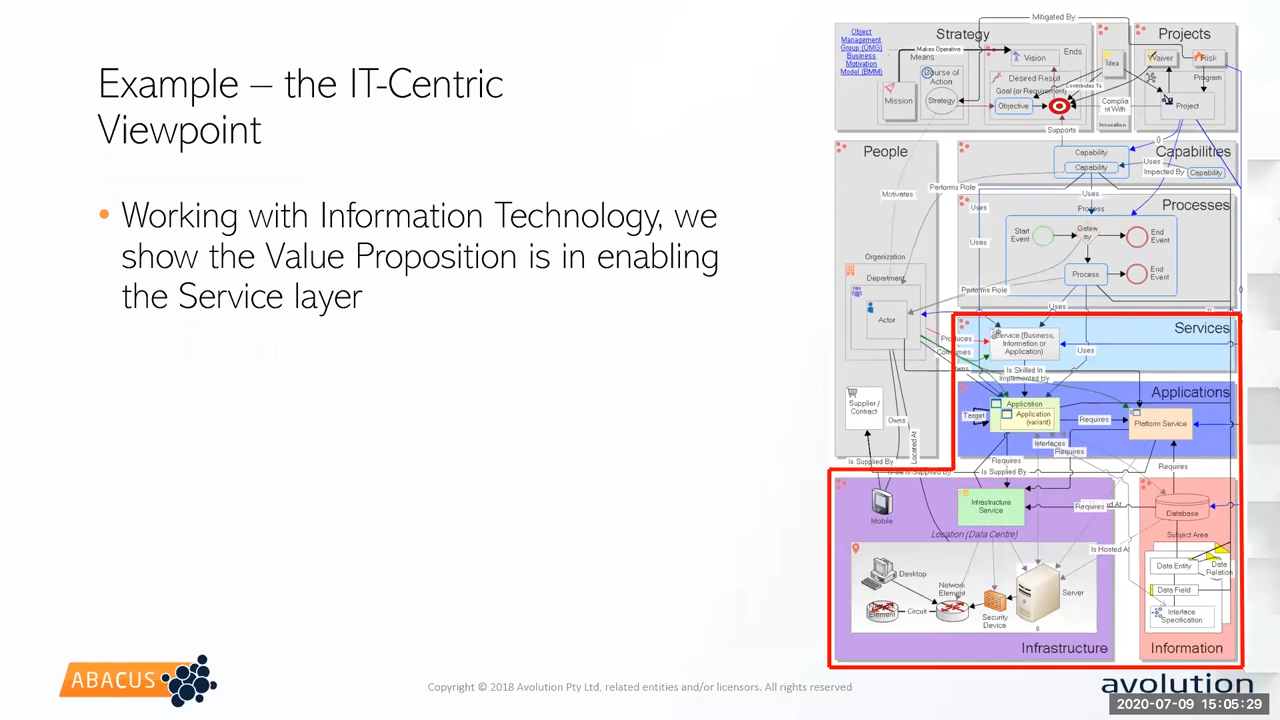 Example – the IT-Centric
Viewpoint
• Working with Information Technology, we
show the Value Proposition is in enabling
the Service layer
Mitigated By
Strategy
Projects
Object
Management
Group (OMG)
Business
Motivation
Model (BMM)
Makes Operative
Means
Vision
Ends
Idea
Waiver
Risk
Course of
Action
Desired Result
Goal (or Requirement)
Contributes To
Program
Mission
Strategy
Objective
Complia
nt With
Project
Innovation
Supports
People
Capabilities
Capability
Capability
Uses
Impacted By
Capability
()
Motivates
Performs Role
Uses
Uses
Processes
Process
Start
Event
Gatew
ay
End
Event
Uses
Organization
Department
Process
End
Event
Performs Role
Uses
Actor
Services
Service (Business,
Information or
Application)
Produces
Consumes
Owns
Uses
Is Skilled In
Implemented By
Applications
Supplier /
Contract
Application
Application
(variant)
Target
Requires
Platform Service
Owns
Located At
Interfaces
Requires
Requires
Requires
Is Supplied By
Is Supplied By
Is Supplied By
Mobile
Infrastructure
Service
Requires
Database
Location (Data Centre)
Subject Area
Is Hosted At
Desktop
Network
Element
Server
Data Entity
Data
Relation
Data Field
Element
Circuit
Security
Device
Interface
Specification
Infrastructure
Information
ABACUS
Copyright © 2018 Avolution Pty Ltd, related entities and/or licensors. All rights reserved
avolution
2020-07-09 15:05:29